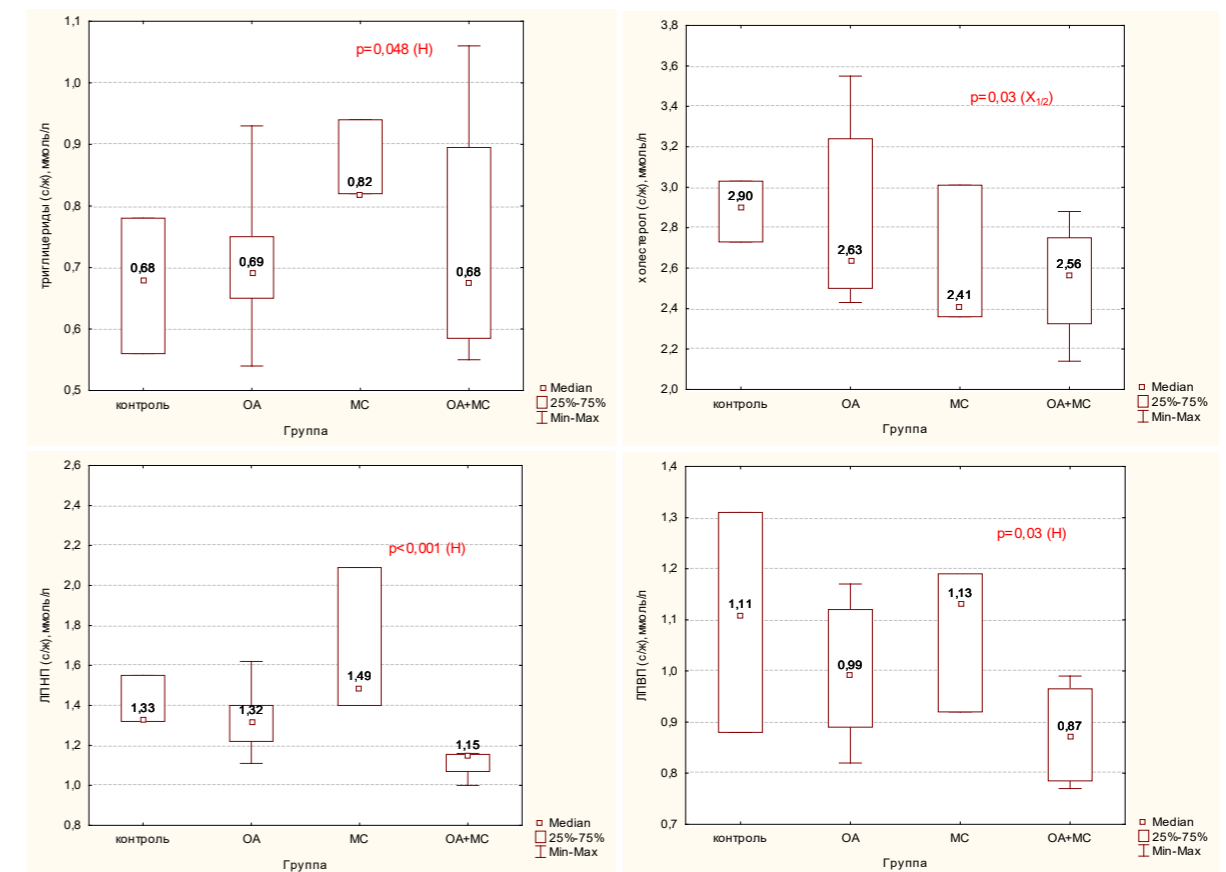 триглицериды (с/ж), ммоль/л
1,1
1,0
0,9
0,8
0,7
0,6
0,5
p=0,048 (H)
0,68
0,69
0,82
0,68
контроль
ОА
МС
ОА+МС
Группа
Median
25%-75%
Min-Max
холестерол (с/ж), ммоль/л
3,8
3,6
3,4
3,2
3,0
2,8
2,6
2,4
2,2
2,0
p=0,03 (X1/2)
2,90
2,63
2,41
2,56
контроль
ОА
МС
ОА+МС
Группа
Median
25%-75%
Min-Max
ЛПНП (с/ж), ммоль/л
2,6
2,4
2,2
2,0
1,8
1,6
1,4
1,2
1,0
0,8
p<0,001 (H)
1,33
1,32
1,49
1,15
контроль
ОА
МС
ОА+МС
Группа
Median
25%-75%
Min-Max
ЛПВП (с/ж), ммоль/л
1,4
1,3
1,2
1,1
1,0
0,9
0,8
0,7
p=0,03 (H)
1,11
0,99
1,13
0,87
контроль
ОА
МС
ОА+МС
Группа
Median
25%-75%
Min-Max